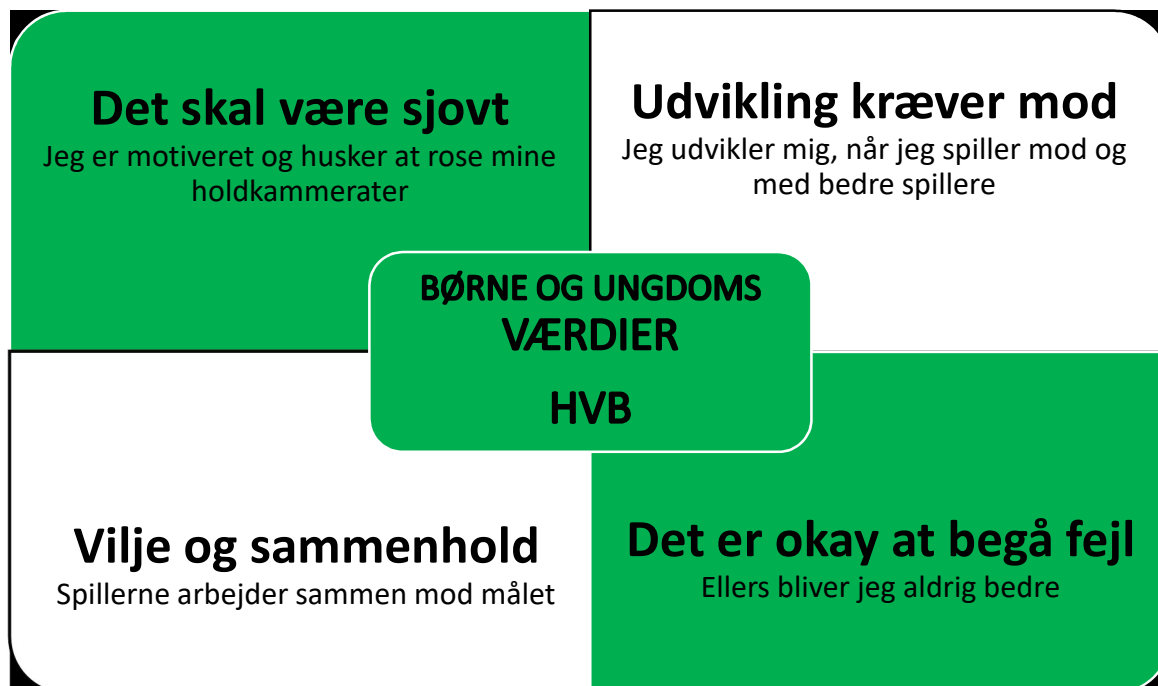 Det skal være sjovt
Jeg er motiveret og husker at rose mine
holdkammerater
Udvikling kræver mod
Jeg udvikler mig, når jeg spiller mod og
med bedre spillere
BØRNE OG UNGDOMS
VÆRDIER
HVB
Vilje og sammenhold
Spillerne arbejder sammen mod målet
Det er okay at begå fejl
Ellers bliver jeg aldrig bedre